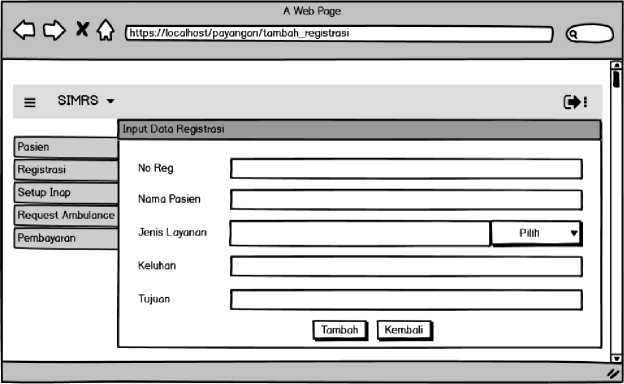 A Web Page
https://localhost/payangan/tambah_registrasi
SIMRS
Input Data Registrasi
Pasien
Registrasi
Setup Inap
Request Ambulance
Pembayaran
No Reg
Nama Pasien
Jenis Layanan
Pilih
Keluhan
Tujuan
Tambah
Kembali